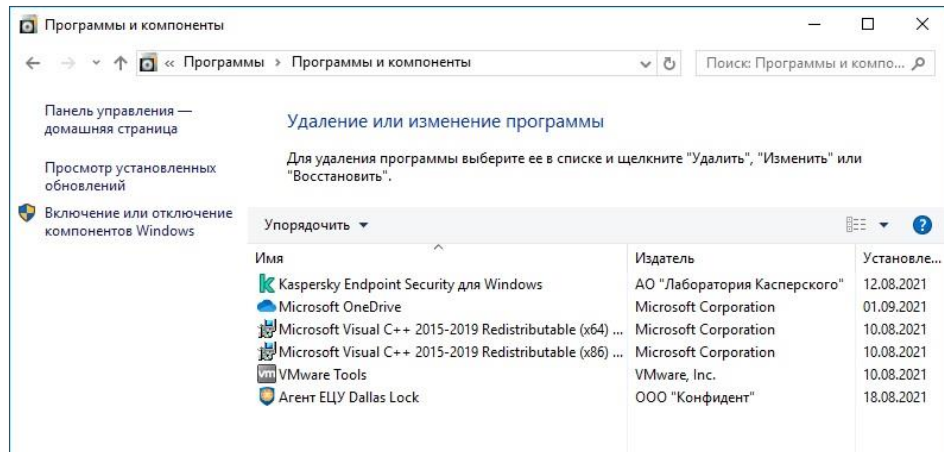 Программы и компоненты
« Программы › Программы и компоненты
Поиск: Программы и компо...
Панель управления —
домашняя страница
Просмотр установленных
обновлений
Включение или отключение
компонентов Windows
Удаление или изменение программы
Для удаления программы выберите ее в списке и щелкните "Удалить", "Изменить" или
"Восстановить".
Упорядочить
Имя Издатель Установле...
Kaspersky Endpoint Security для Windows АО "Лаборатория Касперского" 12.08.2021
Microsoft OneDrive Microsoft Corporation 01.09.2021
Microsoft Visual C++ 2015-2019 Redistributable (x64) ... Microsoft Corporation 10.08.2021
Microsoft Visual C++ 2015-2019 Redistributable (x86) ... Microsoft Corporation 10.08.2021
vm VMware Tools VMware, Inc. 10.08.2021
Агент ЕЦУ Dallas Lock ООО "Конфидент" 18.08.2021